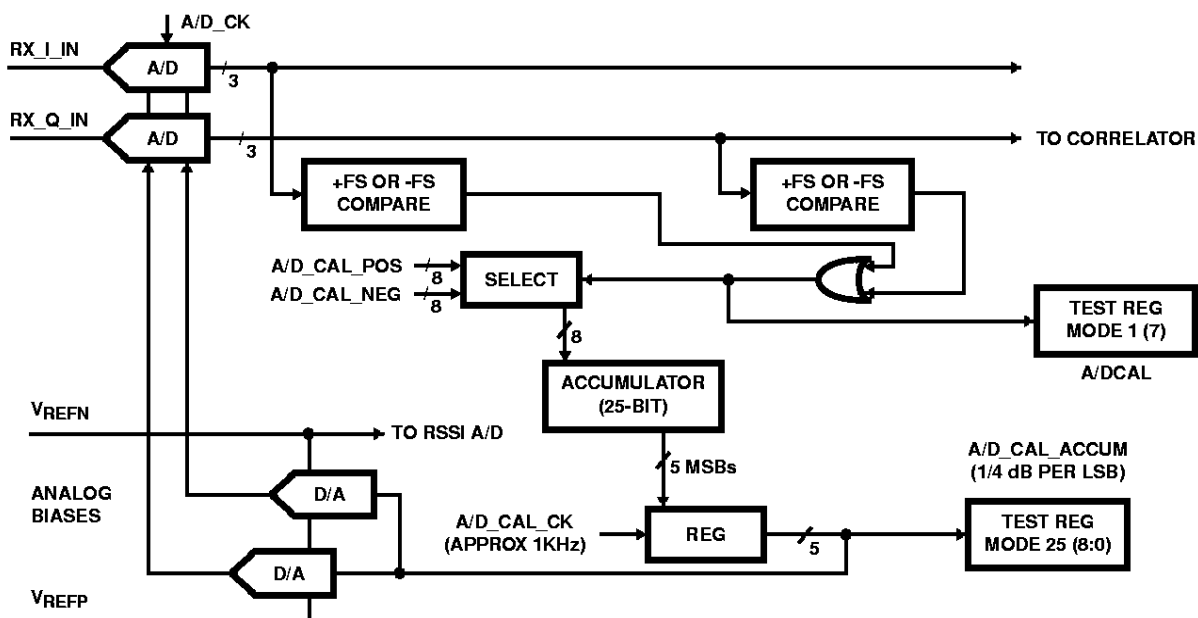 A/D_CK
RX_I_IN
A/D
3
RX_Q_IN
A/D
3
TO CORRELATOR
+FS OR -FS
COMPARE
+FS OR -FS
COMPARE
A/D_CAL_POS
8
A/D_CAL_NEG
8
SELECT
8
TEST REG
MODE 1 (7)
A/DCAL
ACCUMULATOR
(25-BIT)
VREFN
TO RSSI A/D
5 MSBs
A/D_CAL_ACCUM
(1/4 dB PER LSB)
ANALOG
BIASES
D/A
A/D_CAL_CK
(APPROX 1KHz)
REG
5
TEST REG
MODE 25 (8:0)
D/A
VREFP